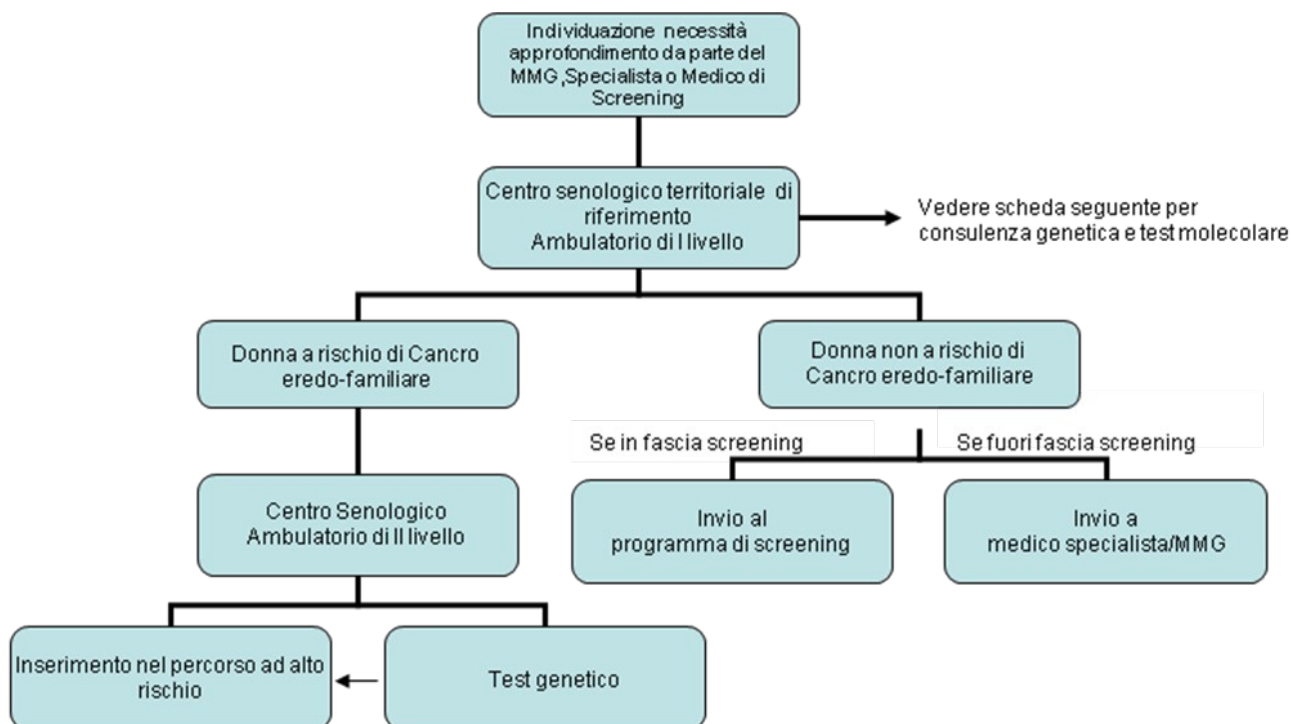 Individuazione necessità
approfondimento da parte del
MMG,Specialista o Medico di
Screening
Centro senologico territoriale di
riferimento
Ambulatorio di I livello
Vedere scheda seguente per
consulenza genetica e test molecolare
Donna a rischio di Cancro
eredo-familiare
Donna non a rischio di
Cancro eredo-familiare
Se in fascia screening
Se fuori fascia screening
Centro Senologico
Ambulatorio di II livello
Invio al
programma di screening
Invio a
medico specialista/MMG
Inserimento nel percorso ad alto
rischio
Test genetico